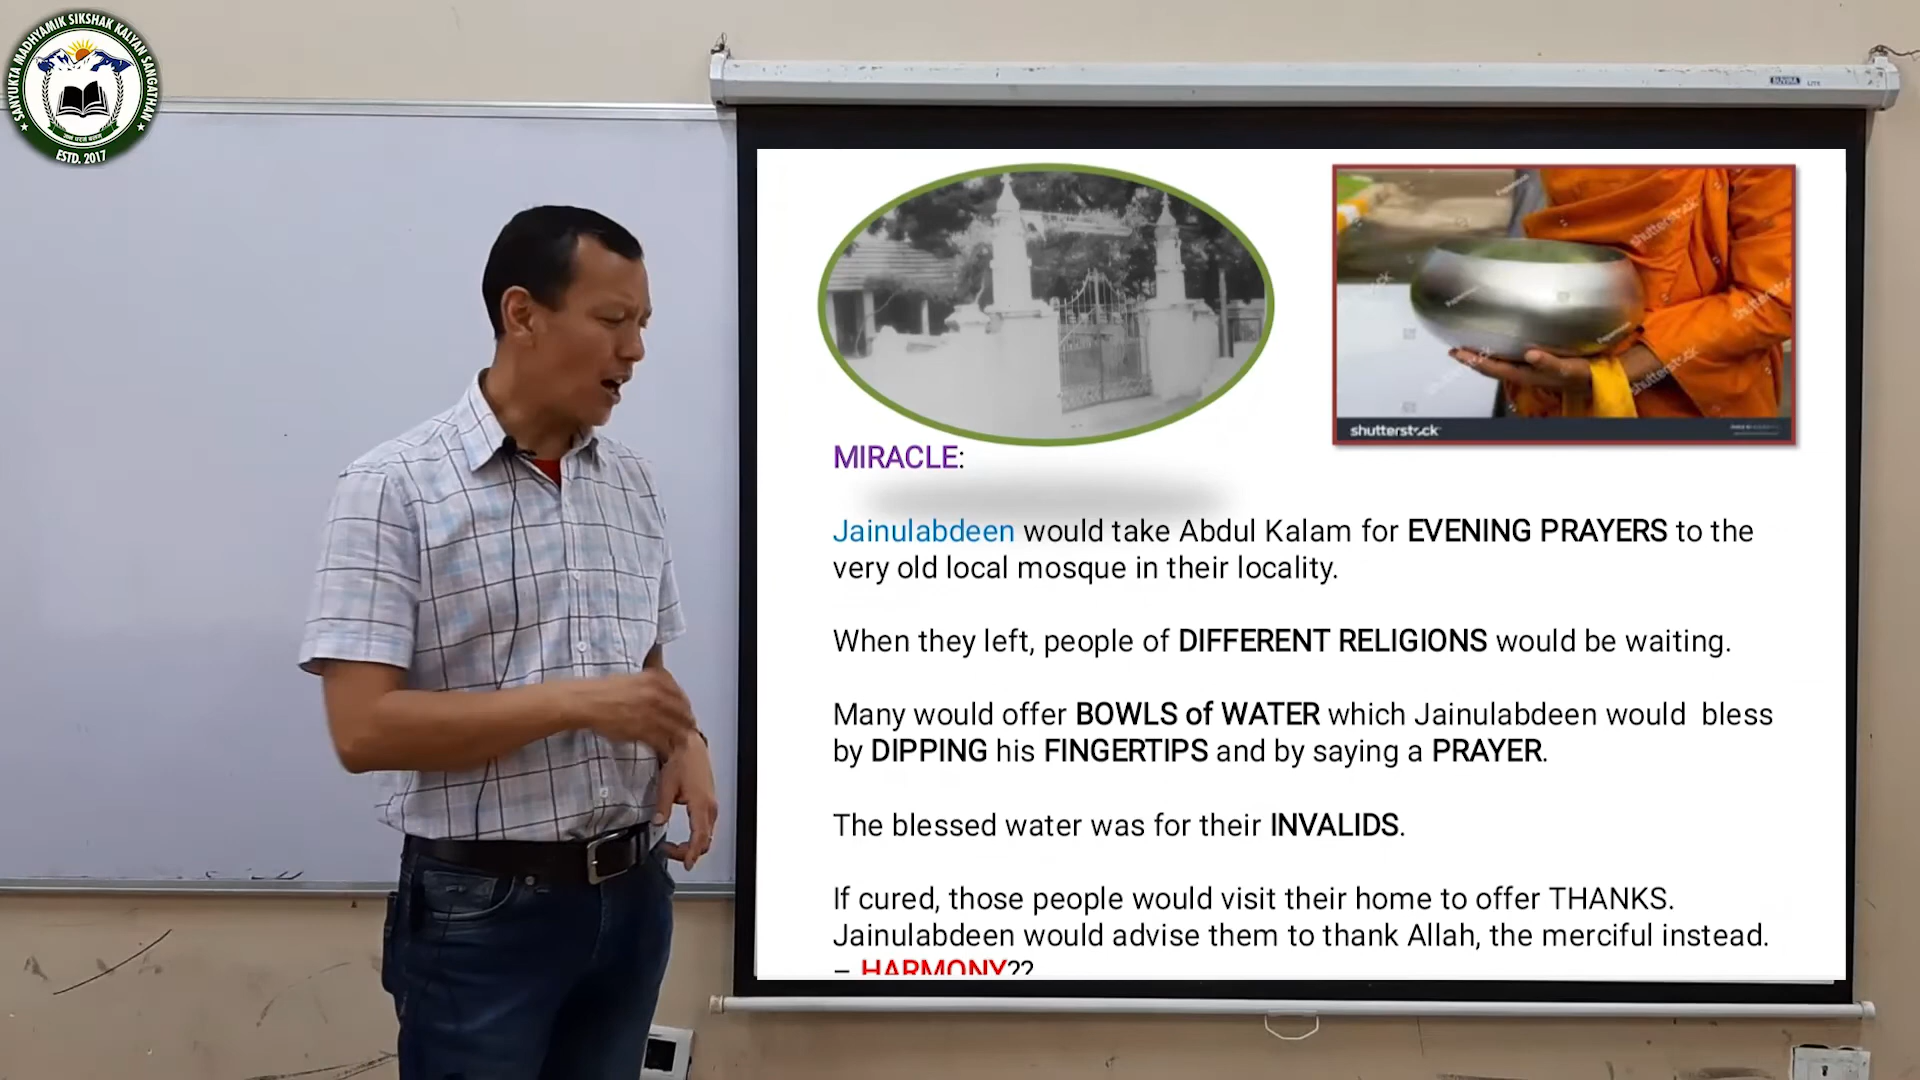 SANYUKTA MADHYAMIK SIKSHAK KALYAN SANGATHAN
ESTD. 2017
shutterstock
MIRACLE:
Jainulabdeen would take Abdul Kalam for EVENING PRAYERS to the
very old local mosque in their locality.
When they left, people of DIFFERENT RELIGIONS would be waiting.
Many would offer BOWLS of WATER which Jainulabdeen would bless
by DIPPING his FINGERTIPS and by saying a PRAYER.
The blessed water was for their INVALIDS.
If cured, those people would visit their home to offer THANKS.
Jainulabdeen would advise them to thank Allah, the merciful instead.
– HARMONY??